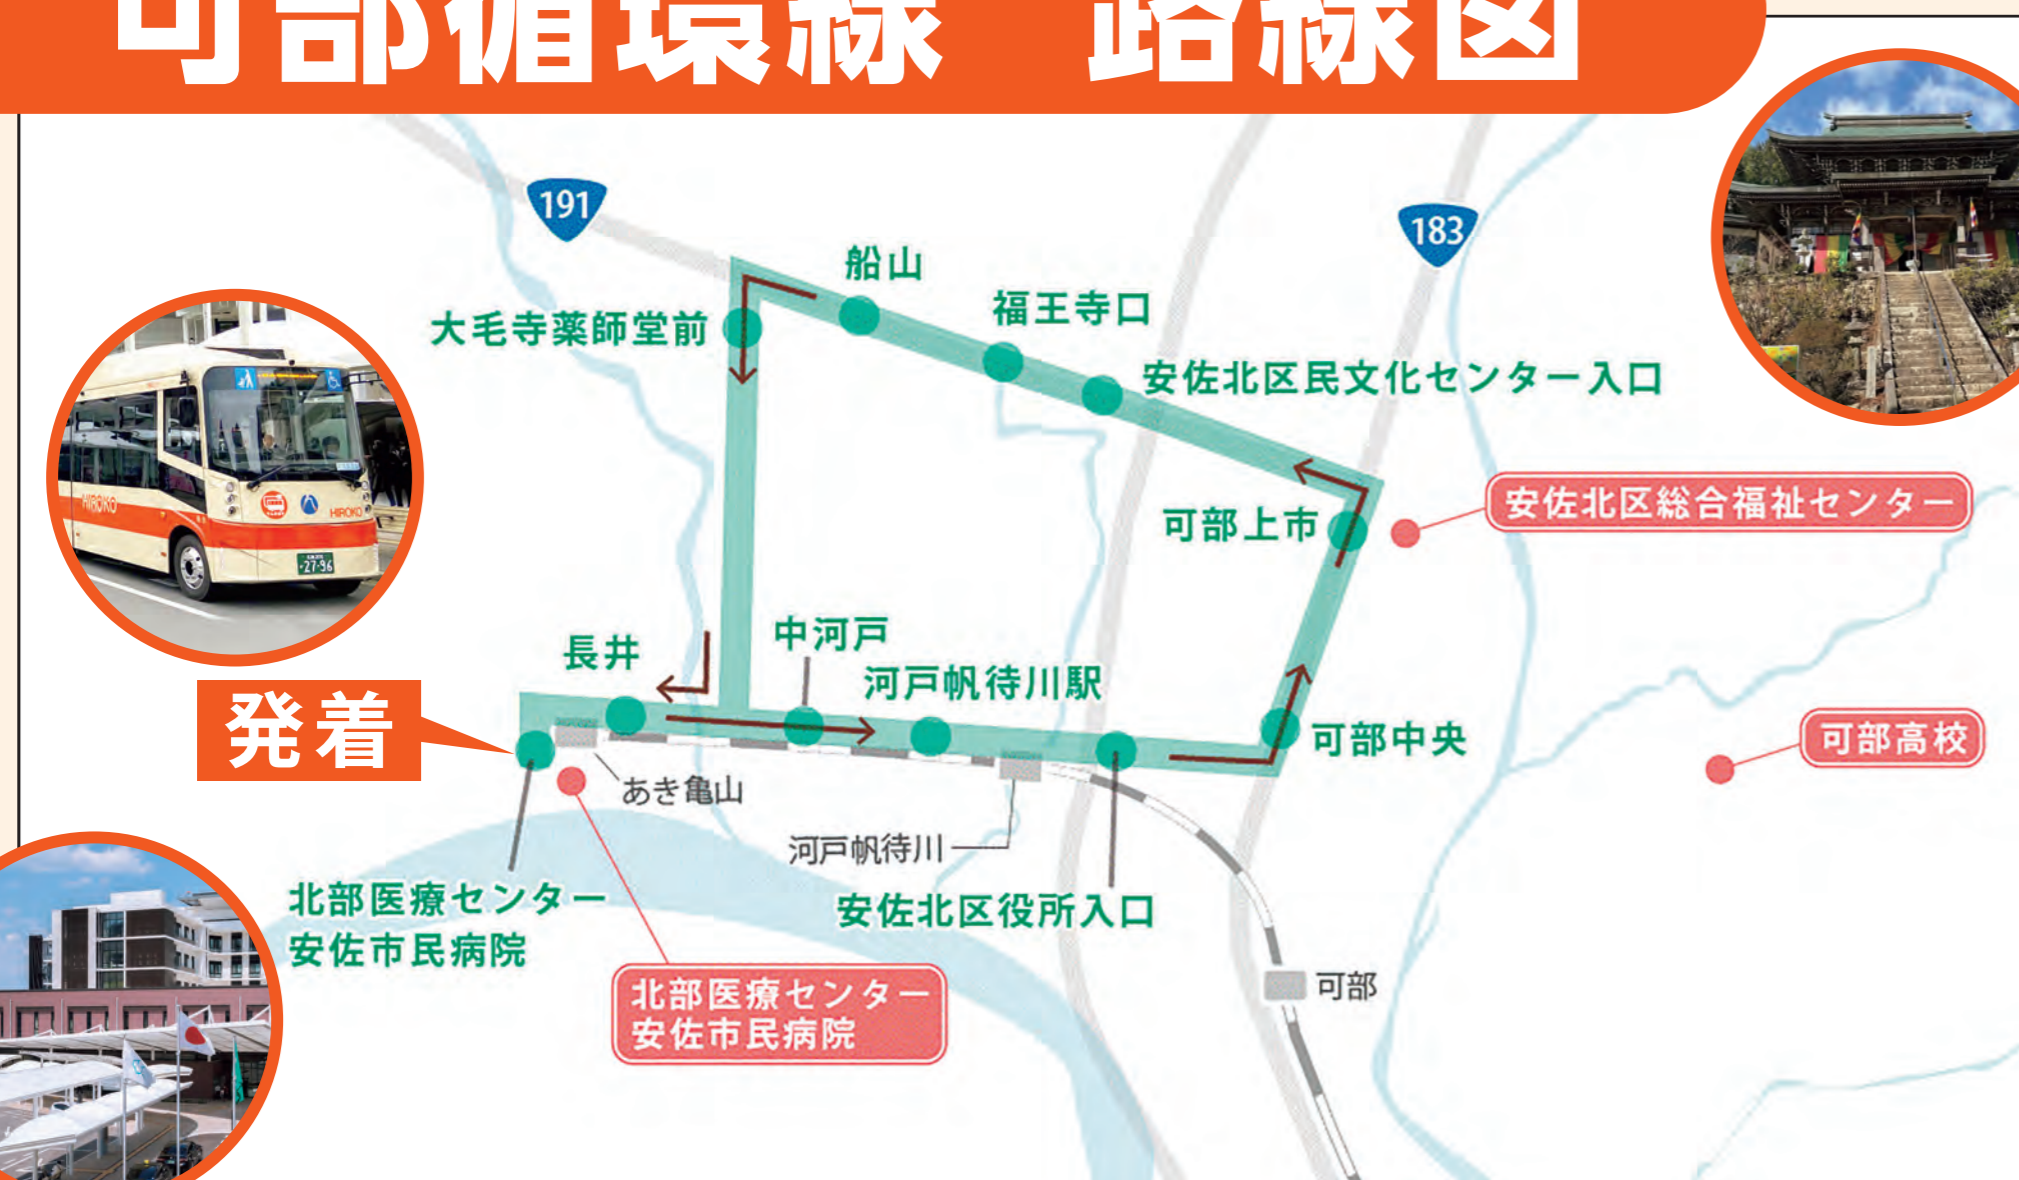 可部循環線 路線図
191
183
船山
福王寺口
大毛寺薬師堂前
安佐北区民文化センター入口
安佐北区総合福祉センター
可部上市
HIROKO
HIROKO
27-96
長井
中河戸
河戸帆待川駅
発着
可部中央
可部高校
あき亀山
河戸帆待川
北部医療センター
安佐市民病院
安佐北区役所入口
北部医療センター
安佐市民病院
可部